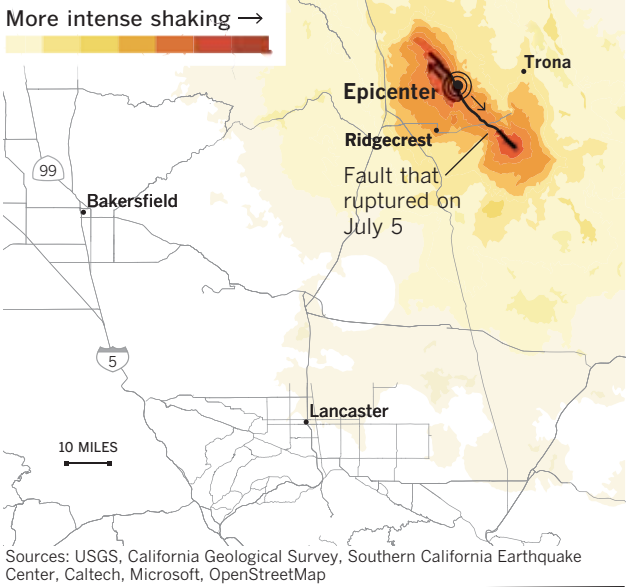 More intense shaking →
Trona
Epicenter
Ridgecrest
Fault that
ruptured on
July 5
99
Bakersfield
5
Lancaster
10 MILES
Sources: USGS, California Geological Survey, Southern California Earthquake
Center, Caltech, Microsoft, OpenStreetMap